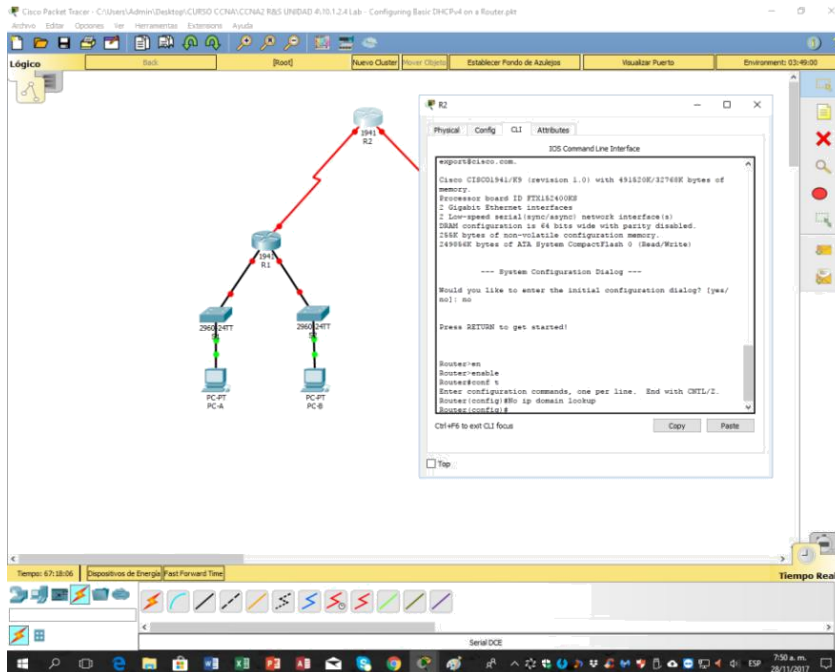 Cisco Packet Tracer - C:\Users\Admin\Desktop\CURSO CCNA\CCNA2 R&S UNIDAD 4\10.1.2.4 Lab - Configuring Basic DHCPv4 on a Router.pkt
Archivo Editar Opciones Ver Herramientas Extensions Ayuda
Lógico
Back
[Root]
Nuevo Cluster
Mover Objeto
Establecer Fondo de Azulejos
Visualizar Puerto
Environment: 03:49:00
1941
R2
1941
R1
2960-24TT
2960-24TT
PC-PT
PC-A
PC-PT
PC-B
R2
Physical Config CLI Attributes
IOS Command Line Interface
export@cisco.com.
Cisco CISCO1941/K9 (revision 1.0) with 491520K/32768K bytes of
memory.
Processor board ID FTX152400KS
2 Gigabit Ethernet interfaces
2 Low-speed serial(sync/async) network interface(s)
DRAM configuration is 64 bits wide with parity disabled.
255K bytes of non-volatile configuration memory.
249856K bytes of ATA System CompactFlash 0 (Read/Write)
--- System Configuration Dialog ---
Would you like to enter the initial configuration dialog? [yes/
no]: no
Press RETURN to get started!
Router>en
Router>enable
Router#conf t
Enter configuration commands, one per line. End with CNTL/Z.
Router(config)#No ip domain lookup
Router(config)#
Ctrl+F6 to exit CLI focus
Copy
Paste
Top
Tiempo: 67:18:06
Dispositivos de Energía
Fast Forward Time
Tiempo Real
Serial DCE
ESP
7:50 a. m.
28/11/2017